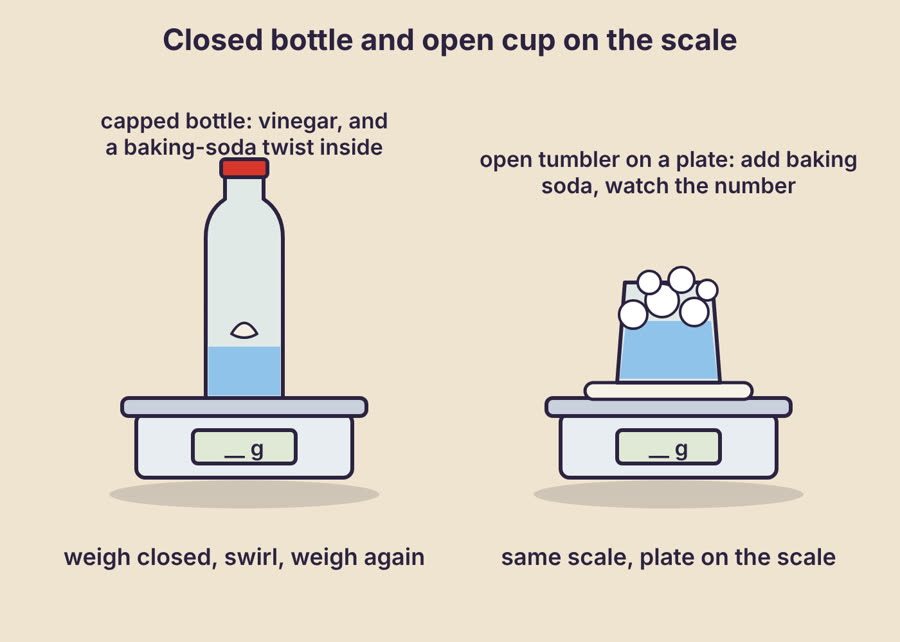 Closed bottle and open cup on the scale
capped bottle: vinegar, and
a baking-soda twist inside
open tumbler on a plate: add baking
soda, watch the number
__ g
__ g
weigh closed, swirl, weigh again
same scale, plate on the scale